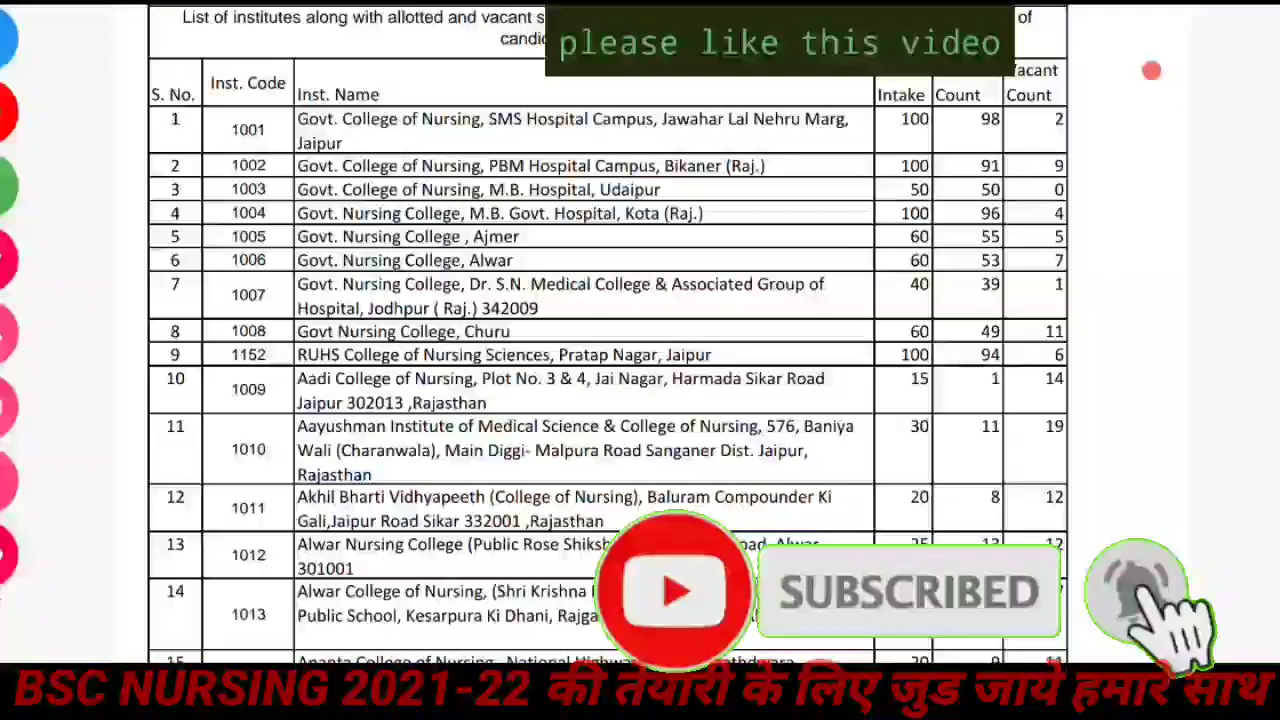 List of institutes along with allotted and vacant of
please like this video
Vacant
S. No. Inst. Code Inst. Name Intake Count Count
1 1001 Govt. College of Nursing, SMS Hospital Campus, Jawahar Lal Nehru Marg, 100 98 2
Jaipur
2 1002 Govt. College of Nursing, PBM Hospital Campus, Bikaner (Raj.) 100 91 9
3 1003 Govt. College of Nursing, M.B. Hospital, Udaipur 50 50 0
4 1004 Govt. Nursing College, M.B. Govt. Hospital, Kota (Raj.) 100 96 4
5 1005 Govt. Nursing College , Ajmer 60 55 5
6 1006 Govt. Nursing College, Alwar 60 53 7
7 1007 Govt. Nursing College, Dr. S.N. Medical College & Associated Group of 40 39 1
Hospital, Jodhpur ( Raj.) 342009
8 1008 Govt Nursing College, Churu 60 49 11
9 1152 RUHS College of Nursing Sciences, Pratap Nagar, Jaipur 100 94 6
10 1009 Aadi College of Nursing, Plot No. 3 & 4, Jai Nagar, Harmada Sikar Road 15 1 14
Jaipur 302013 ,Rajasthan
11 1010 Aayushman Institute of Medical Science & College of Nursing, 576, Baniya 30 11 19
Wali (Charanwala), Main Diggi- Malpura Road Sanganer Dist. Jaipur,
Rajasthan
12 1011 Akhil Bharti Vidhyapeeth (College of Nursing), Baluram Compounder Ki 20 8 12
Gali,Jaipur Road Sikar 332001 ,Rajasthan
13 1012 Alwar Nursing College (Public Rose Alwar 12
301001
14 1013 Alwar College of Nursing, (Shri Krishna
Public School, Kesarpura Ki Dhani,
SUBSCRIBED
BSC NURSING 2021-22 की तैयारी के लिए जुड जाये हमारे साथ